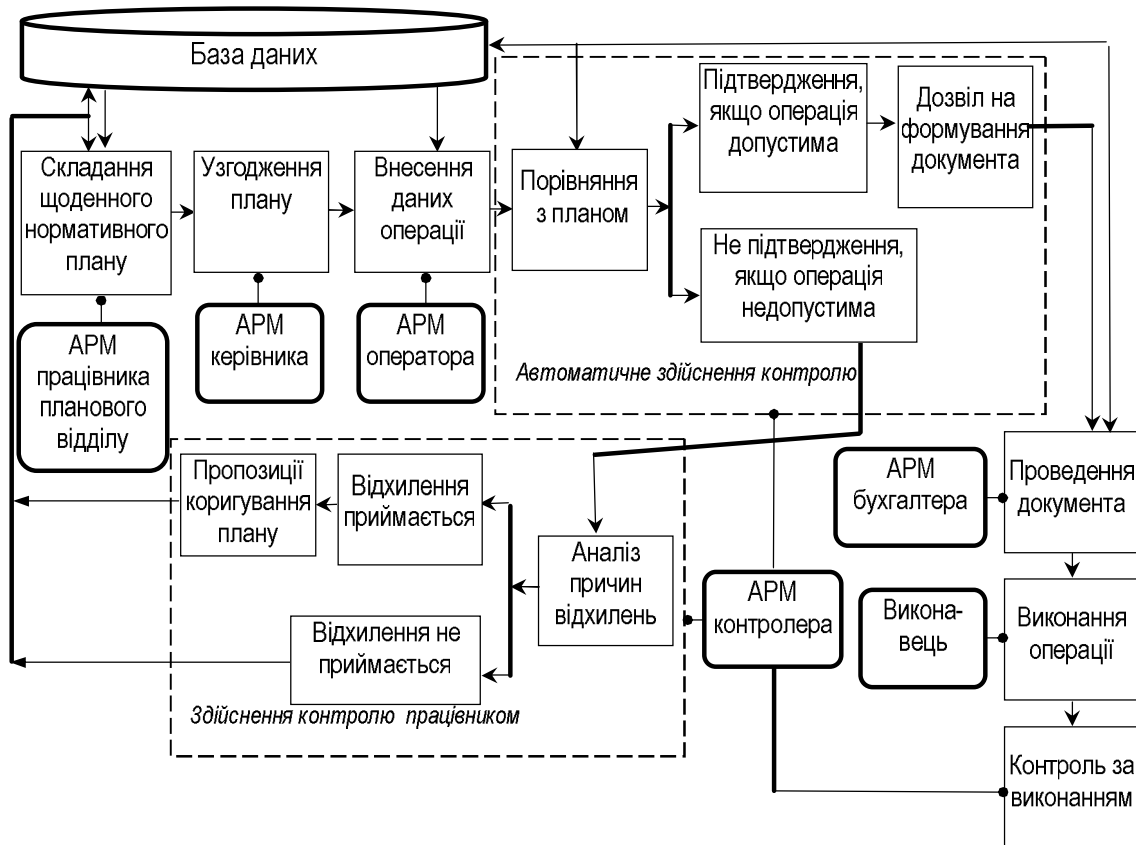 База даних
Складання
щоденного
нормативного
плану
Узгодження
плану
Внесення
даних
операції
Порівняння
з планом
Підтвердження,
якщо операція
допустима
Дозвіл на
формування
документа
Не підтвердження,
якщо операція
недопустима
АРМ
працівника
планового
відділу
АРМ
керівника
АРМ
оператора
Автоматичне здійснення контролю
Пропозиції
коригування
плану
Відхилення
приймається
Аналіз
причин
відхилень
Відхилення не
приймається
Здійснення контролю працівником
АРМ
контролера
АРМ
бухгалтера
Проведення
документа
Викона-
вець
Виконання
операції
Контроль за
виконанням